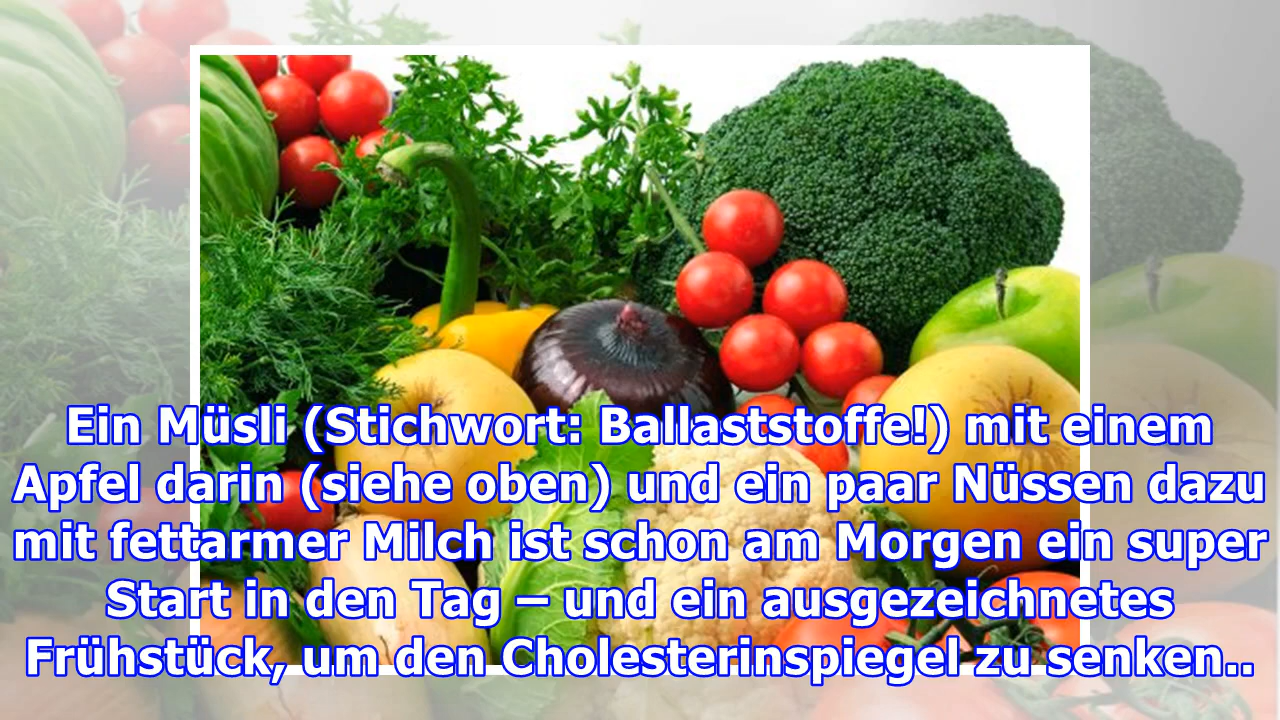 Ein Müsli (Stichwort: Ballaststoffe!) mit einem
Apfel darin (siehe oben) und ein paar Nüssen dazu
mit fettarmer Milch ist schon am Morgen ein super
Start in den Tag – und ein ausgezeichnetes
Frühstück, um den Cholesterinspiegel zu senken..